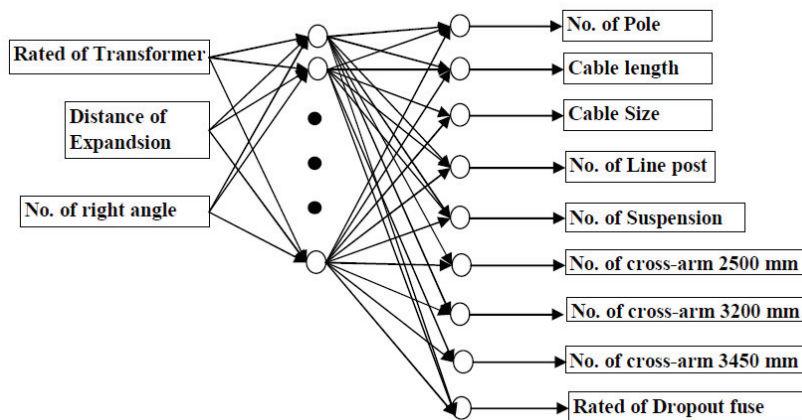 Rated of Transformer
Distance of
Expandsion
No. of right angle
No. of Pole
Cable length
Cable Size
No. of Line post
No. of Suspension
No. of cross-arm 2500 mm
No. of cross-arm 3200 mm
No. of cross-arm 3450 mm
Rated of Dropout fuse